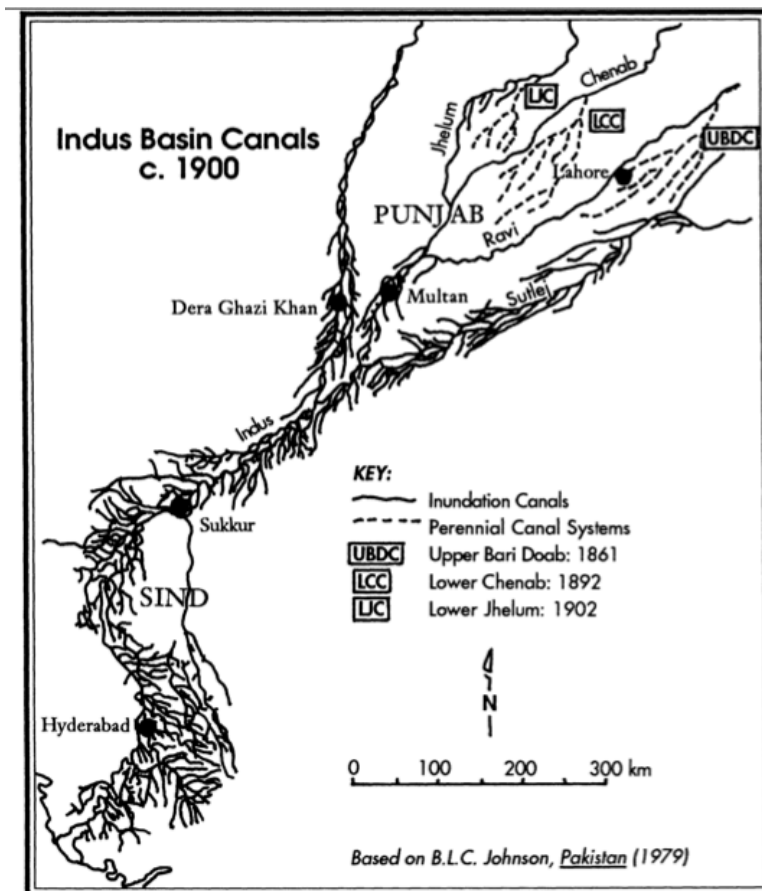 Indus Basin Canals
c. 1900
Chenab
LJC
Jhelum
LCC
UBDC
Lahore
PUNJAB
Ravi
Dera Ghazi Khan
Multan
Sutlej
Indus
KEY:
Inundation Canals
Perennial Canal Systems
UBDC Upper Bari Doab: 1861
LCC Lower Chenab: 1892
LJC Lower Jhelum: 1902
Sukkur
SIND
N
Hyderabad
0 100 200 300 km
Based on B.L.C. Johnson, Pakistan (1979)